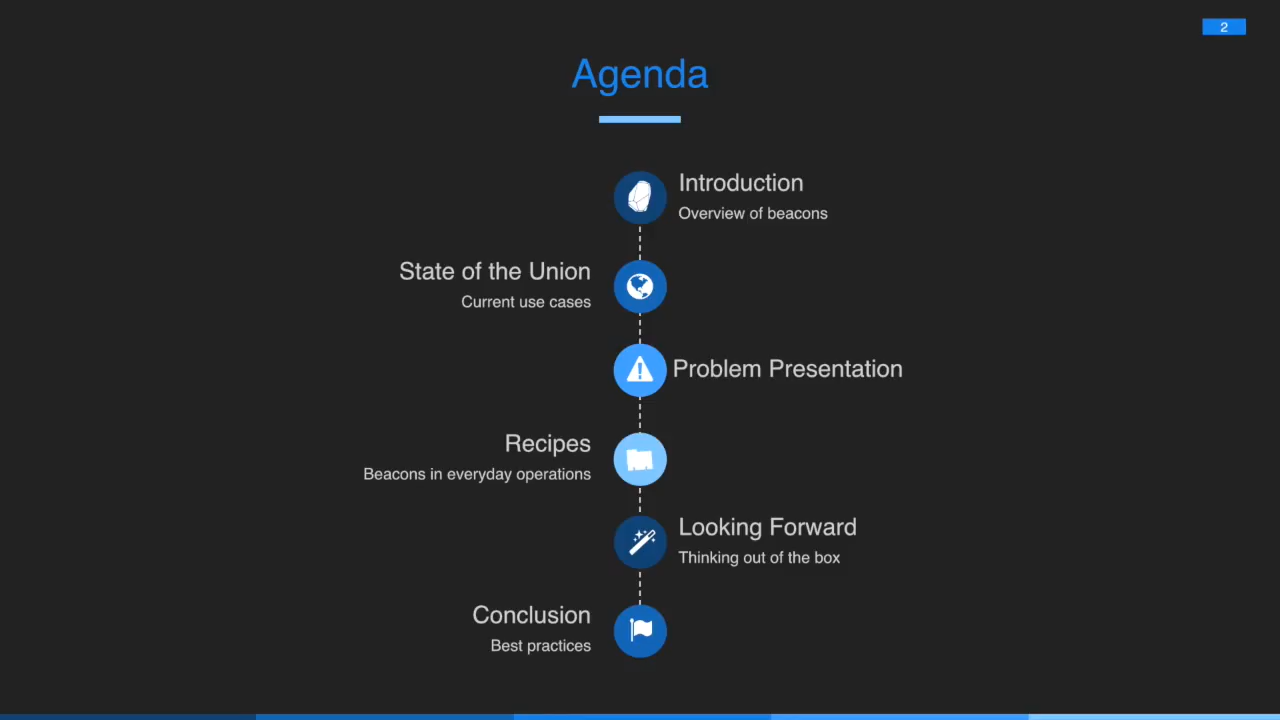 2
Agenda
Introduction
Overview of beacons
State of the Union
Current use cases
Problem Presentation
Recipes
Beacons in everyday operations
Looking Forward
Thinking out of the box
Conclusion
Best practices